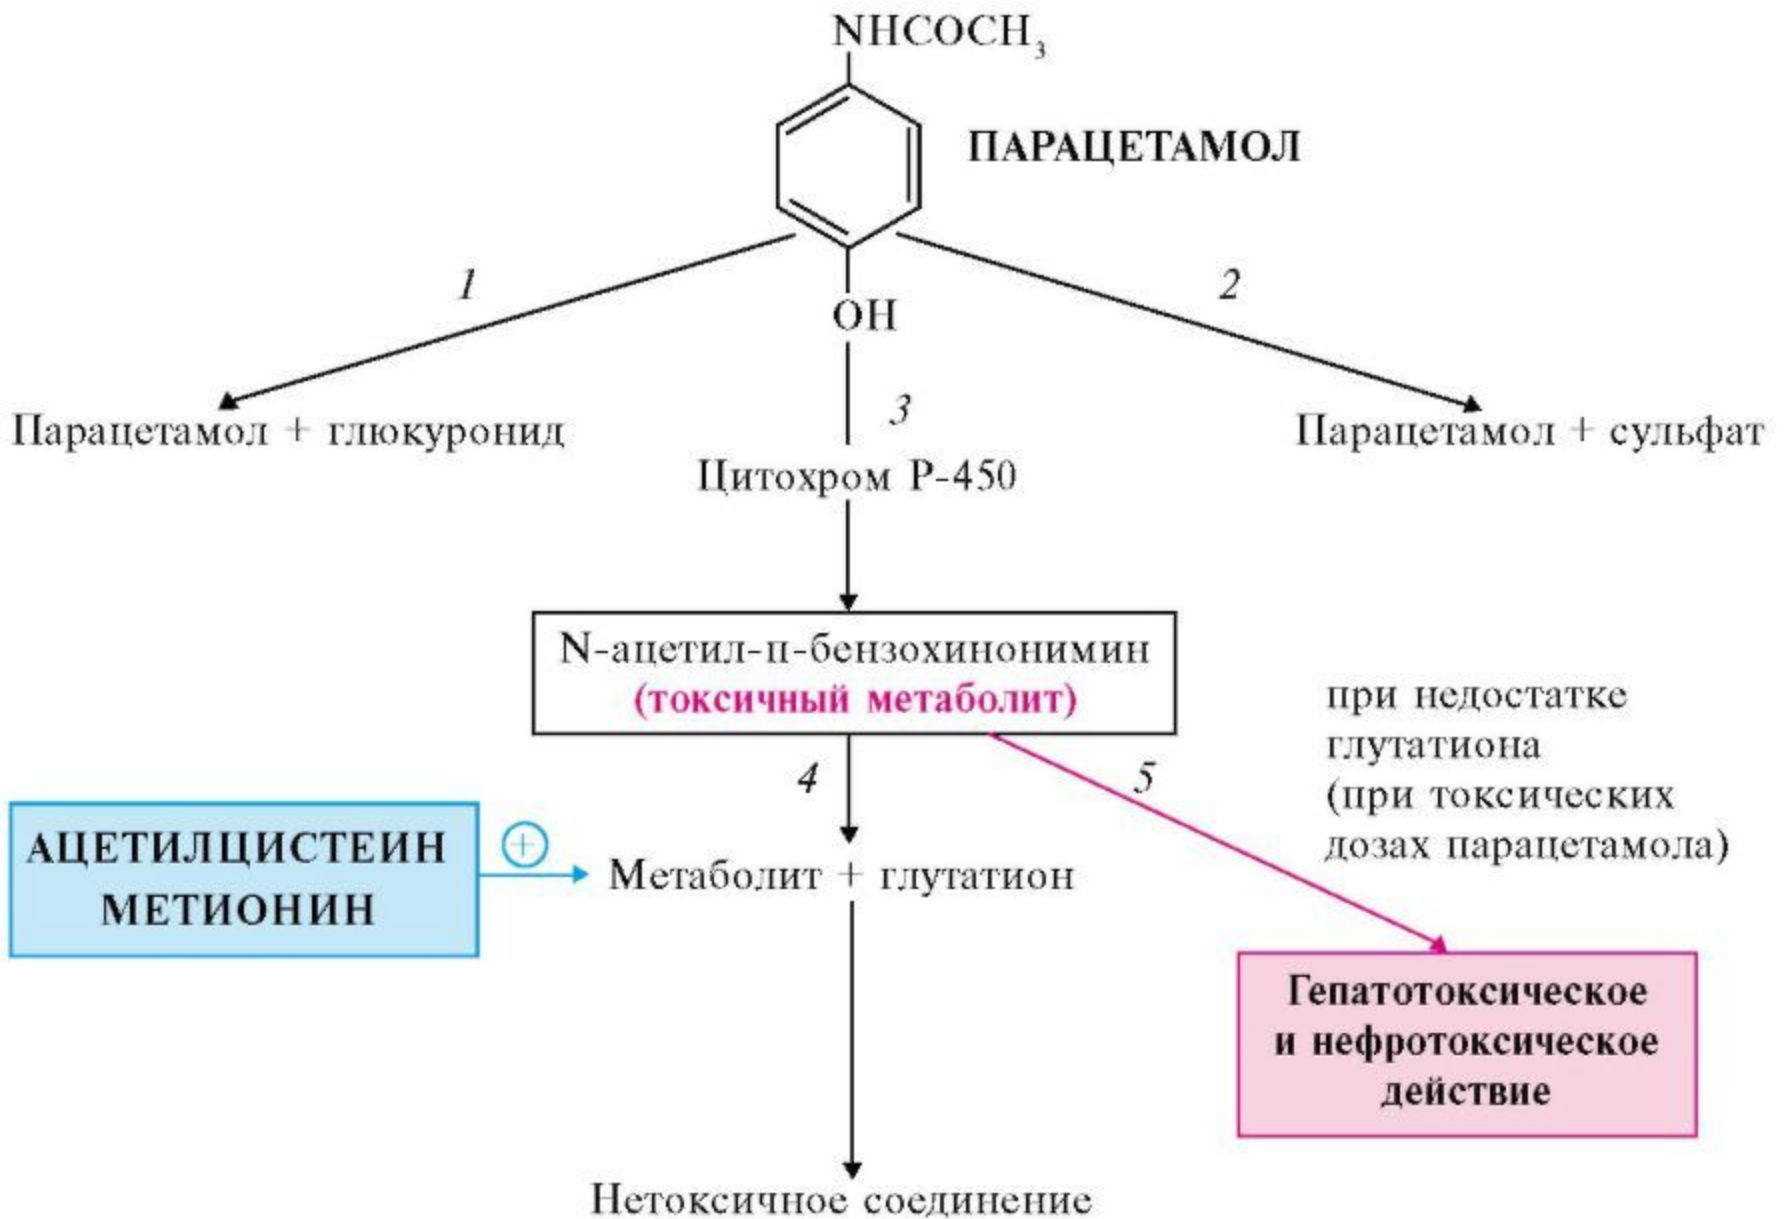 NHCOCH₃
ПАРАЦЕТАМОЛ
1
2
OH
3
Парацетамол + глюкуронид
Парацетамол + сульфат
Цитохром P-450
N-ацетил-п-бензохинонимин
(токсичный метаболит)
при недостатке
глутатиона
(при токсических
дозах парацетамола)
4
5
АЦЕТИЛЦИСТЕИН
МЕТИОНИН
+
Метаболит + глутатион
Гепатотоксическое
и нефротоксическое
действие
Нетоксичное соединение